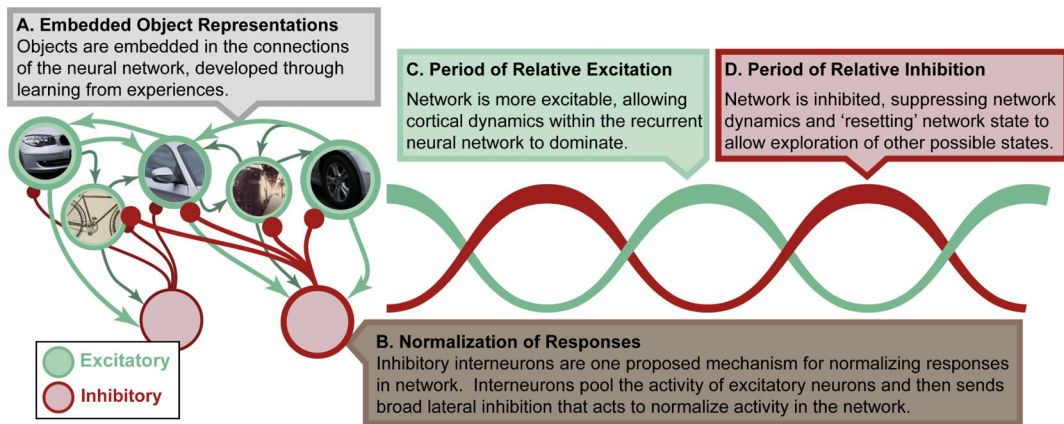 A. Embedded Object Representations
Objects are embedded in the connections
of the neural network, developed through
learning from experiences.
C. Period of Relative Excitation
Network is more excitable, allowing
cortical dynamics within the recurrent
neural network to dominate.
D. Period of Relative Inhibition
Network is inhibited, suppressing network
dynamics and ‘resetting’ network state to
allow exploration of other possible states.
B. Normalization of Responses
Inhibitory interneurons are one proposed mechanism for normalizing responses
in network.  Interneurons pool the activity of excitatory neurons and then sends
broad lateral inhibition that acts to normalize activity in the network.
Excitatory
Inhibitory